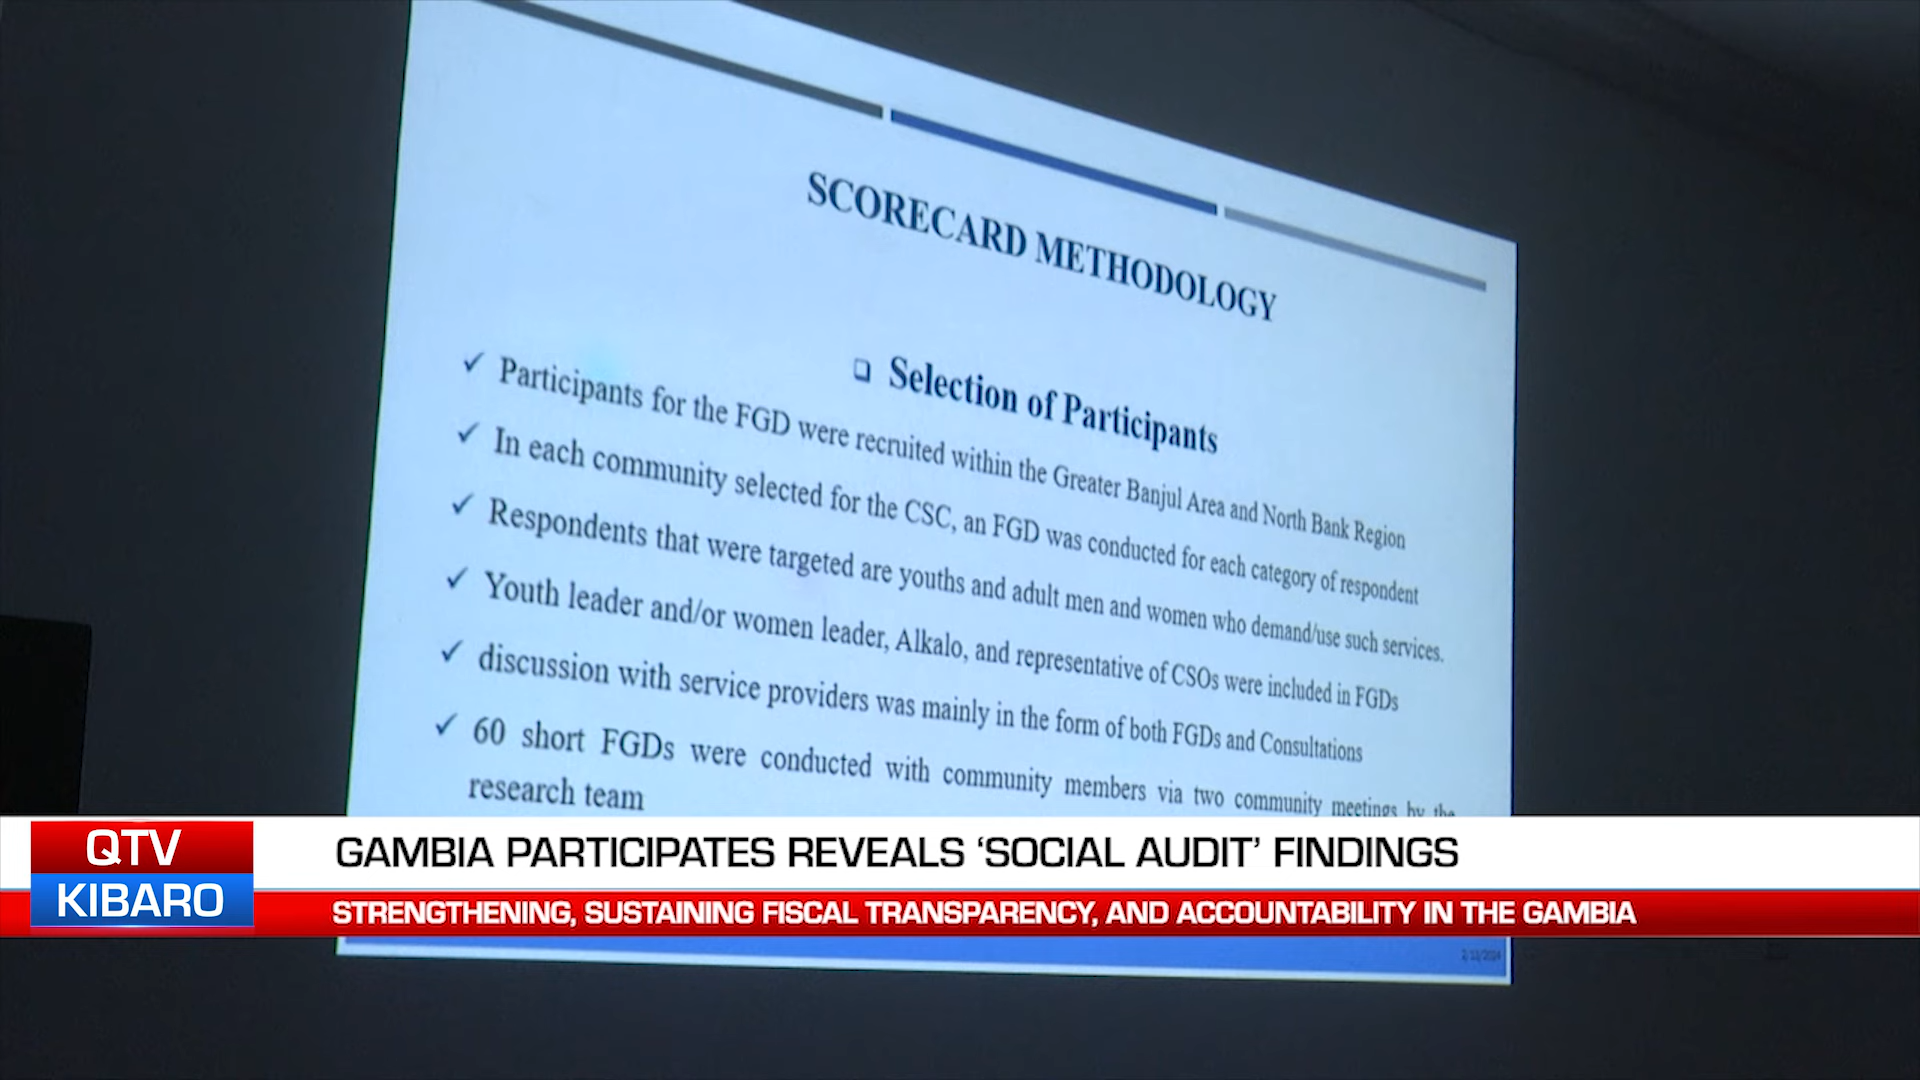 SCORECARD METHODOLOGY
❑ Selection of Participants
✓ Participants for the FGD were recruited within the Greater Banjul Area and North Bank Region
✓ In each community selected for the CSC, an FGD was conducted for each category of respondent
✓ Respondents that were targeted are youths and adult men and women who demand/use such services.
✓ Youth leader and/or women leader, Alkalo, and representative of CSOs were included in FGDs
✓ discussion with service providers was mainly in the form of both FGDs and Consultations
✓ 60 short FGDs were conducted with community members via two community meetings by the
research team
QTV
KIBARO
GAMBIA PARTICIPATES REVEALS ‘SOCIAL AUDIT’ FINDINGS
STRENGTHENING, SUSTAINING FISCAL TRANSPARENCY, AND ACCOUNTABILITY IN THE GAMBIA